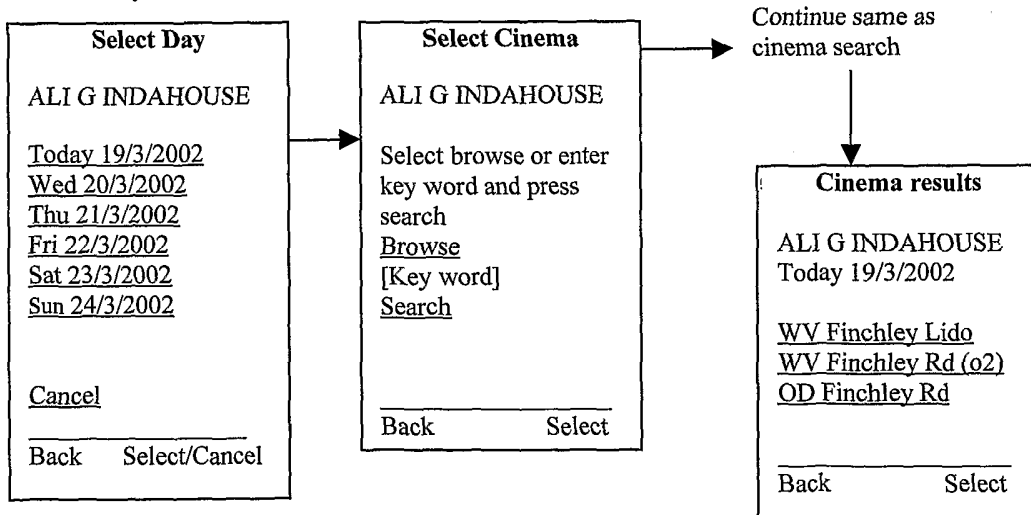 Select Day
ALI G INDAHOUSE
Today 19/3/2002
Wed 20/3/2002
Thu 21/3/2002
Fri 22/3/2002
Sat 23/3/2002
Sun 24/3/2002
Cancel
Back Select/Cancel
Select Cinema
ALI G INDAHOUSE
Select browse or enter
key word and press
search
Browse
[Key word]
Search
Back Select
Continue same as
cinema search
Cinema results
ALI G INDAHOUSE
Today 19/3/2002
WV Finchley Lido
WV Finchley Rd (o2)
OD Finchley Rd
Back Select